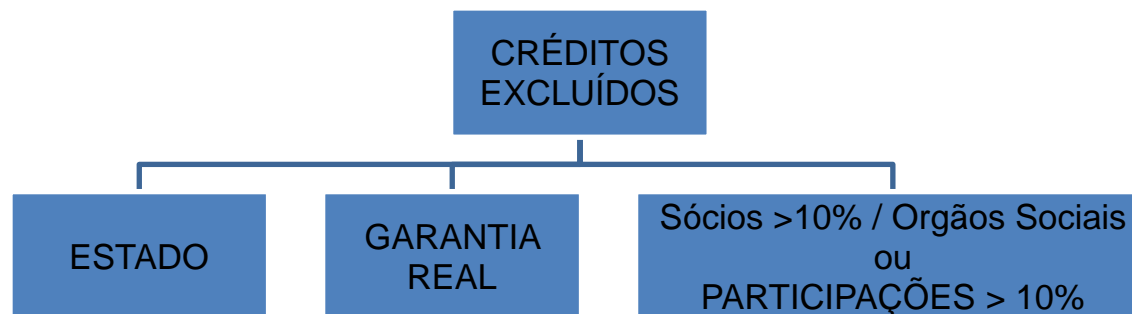 CRÉDITOS
EXCLUÍDOS
ESTADO
GARANTIA
REAL
Sócios >10% / Orgãos Sociais
ou
PARTICIPAÇÕES > 10%